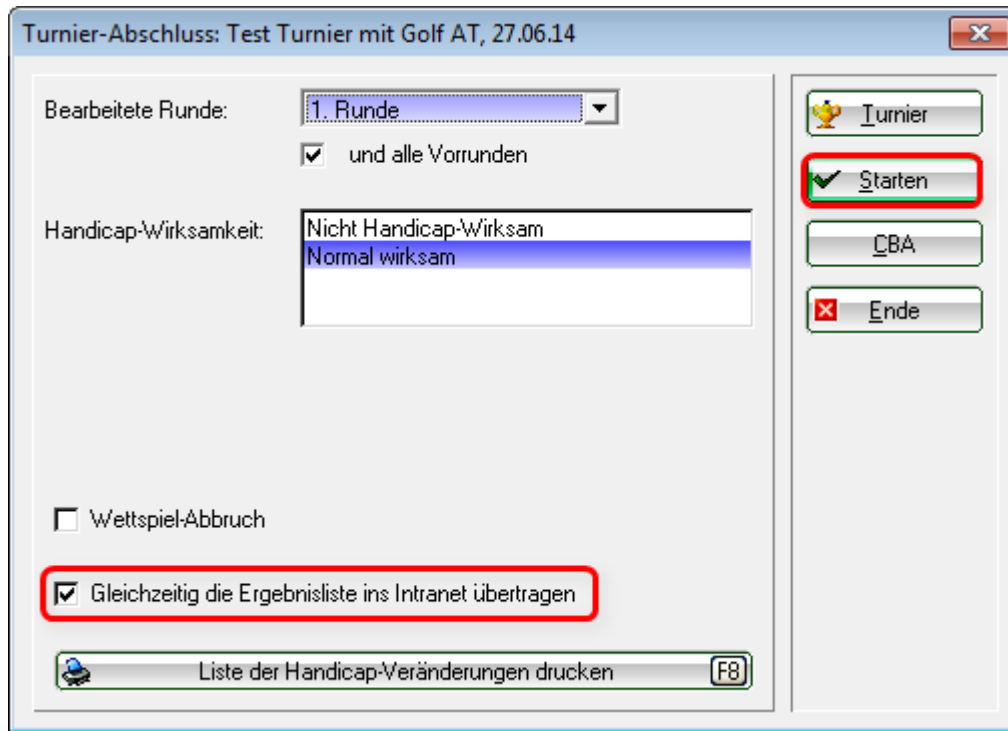 Turnier-Abschluss: Test Turnier mit Golf AT, 27.06.14
Bearbeitete Runde:
1. Runde
und alle Vorrunden
Handicap-Wirksamkeit:
Nicht Handicap-Wirksam
Normal wirksam
Wettspiel-Abbruch
Gleichzeitig die Ergebnisliste ins Intranet übertragen
Liste der Handicap-Veränderungen drucken F8
Turnier
Starten
CBA
Ende